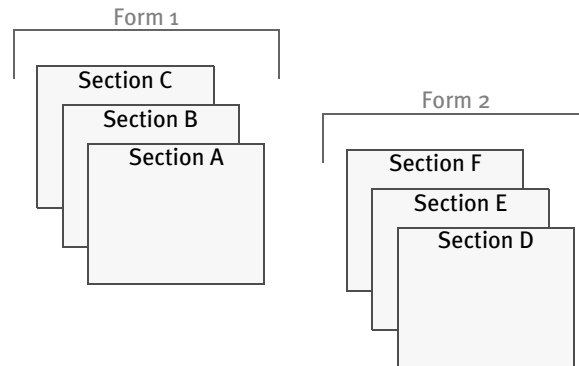 Form 1
Section C
Section B
Section A
Form 2
Section F
Section E
Section D